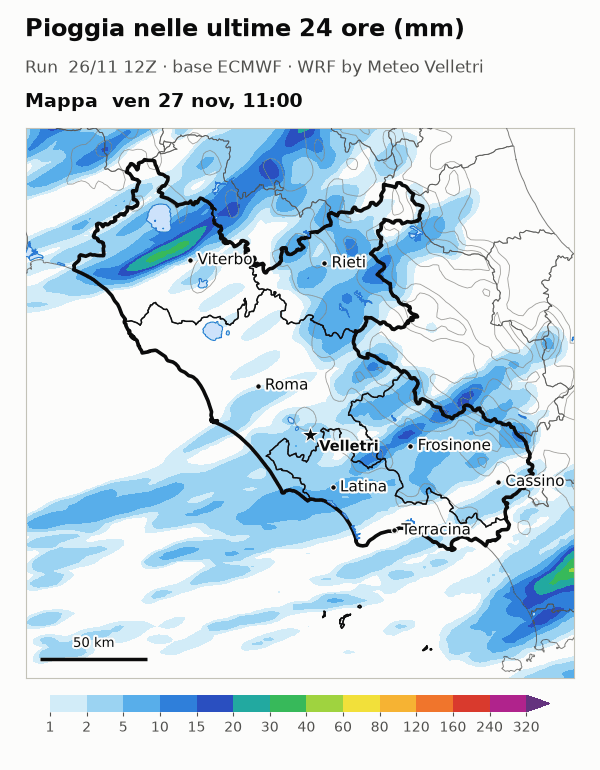 Pioggia nelle ultime 24 ore (mm)
Run  26/11 12Z · base ECMWF · WRF by Meteo Velletri
Mappa  ven 27 nov, 11:00
Viterbo
Rieti
Roma
Velletri
Frosinone
Latina
Cassino
Terracina
50 km
1 2 5 10 15 20 30 40 60 80 120 160 240 320